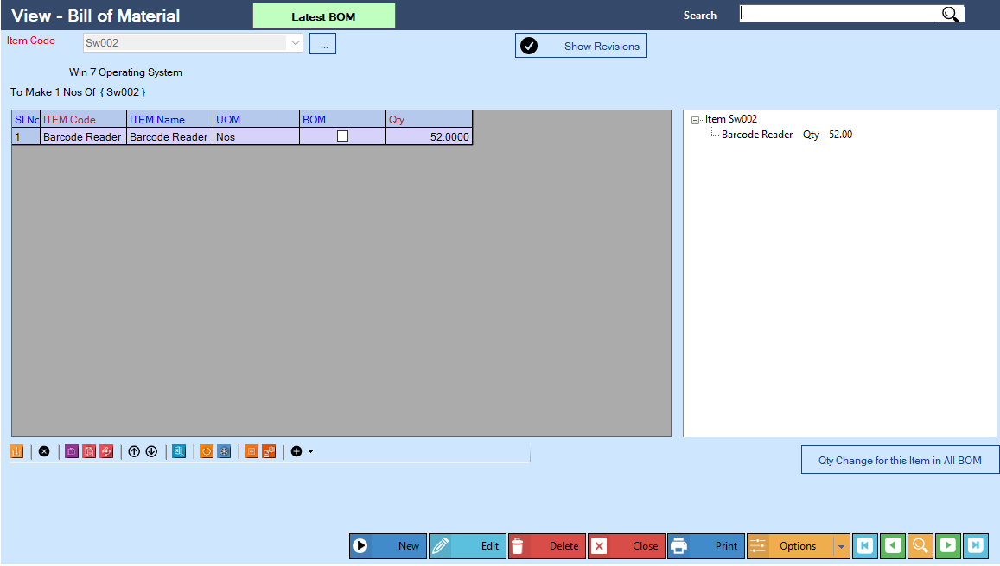 View - Bill of Material
Latest BOM
Search
Item Code
Sw002
...
Show Revisions
Win 7 Operating System
To Make 1 Nos Of { Sw002 }
Sl No ITEM Code ITEM Name UOM BOM Qty
1 Barcode Reader Barcode Reader Nos 52.0000
Item Sw002
Barcode Reader Qty - 52.00
Qty Change for this Item in All BOM
New Edit Delete Close Print Options